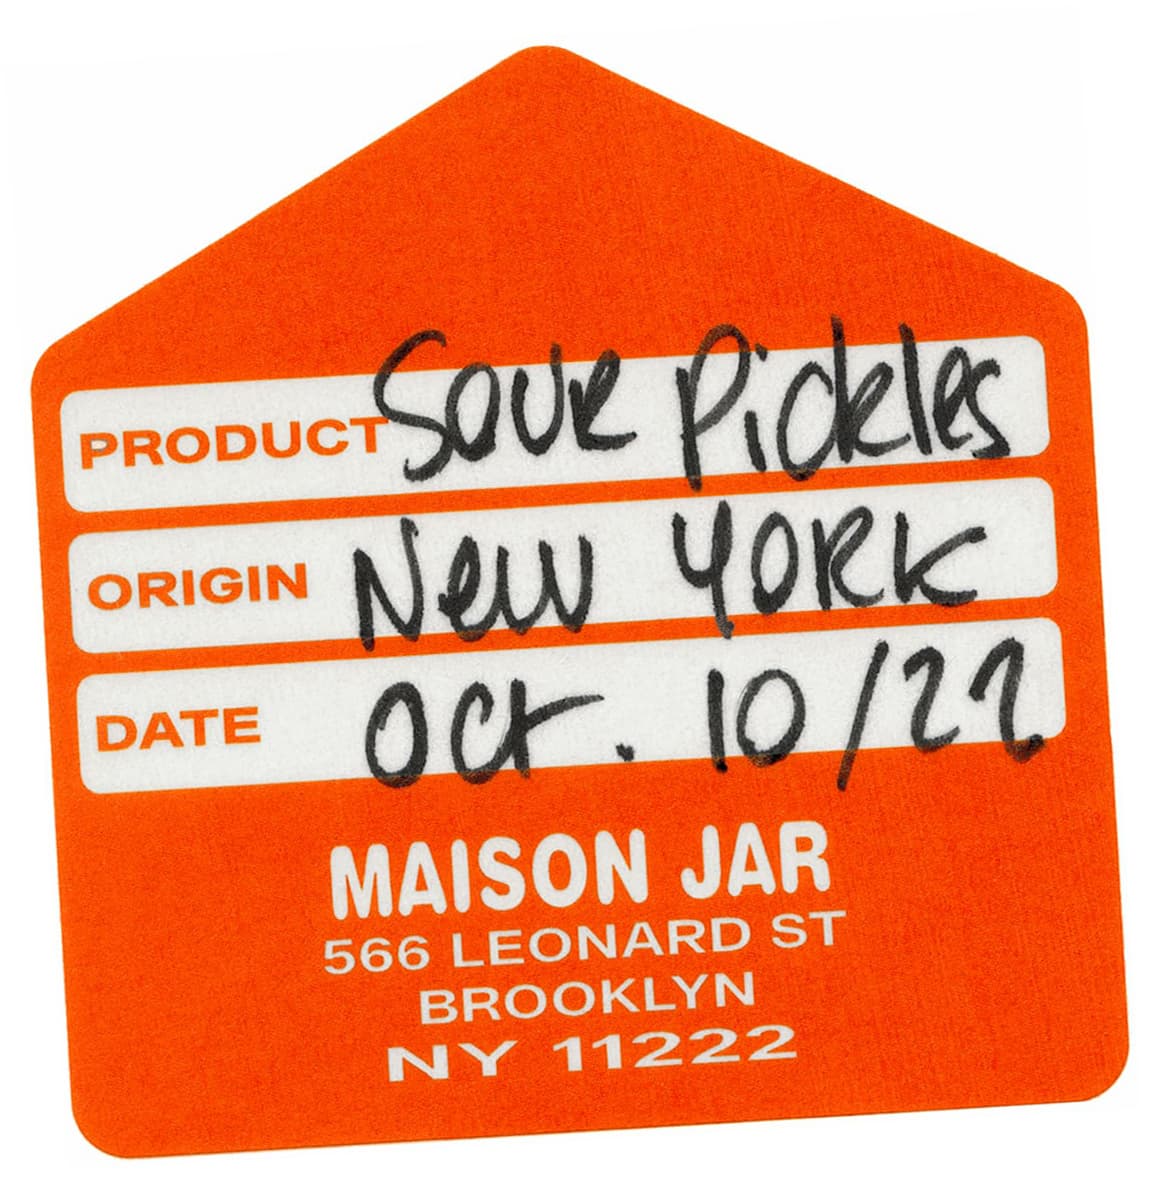 PRODUCT Sour Pickles
ORIGIN New York
DATE Oct. 10/22
MAISON JAR
566 LEONARD ST
BROOKLYN
NY 11222